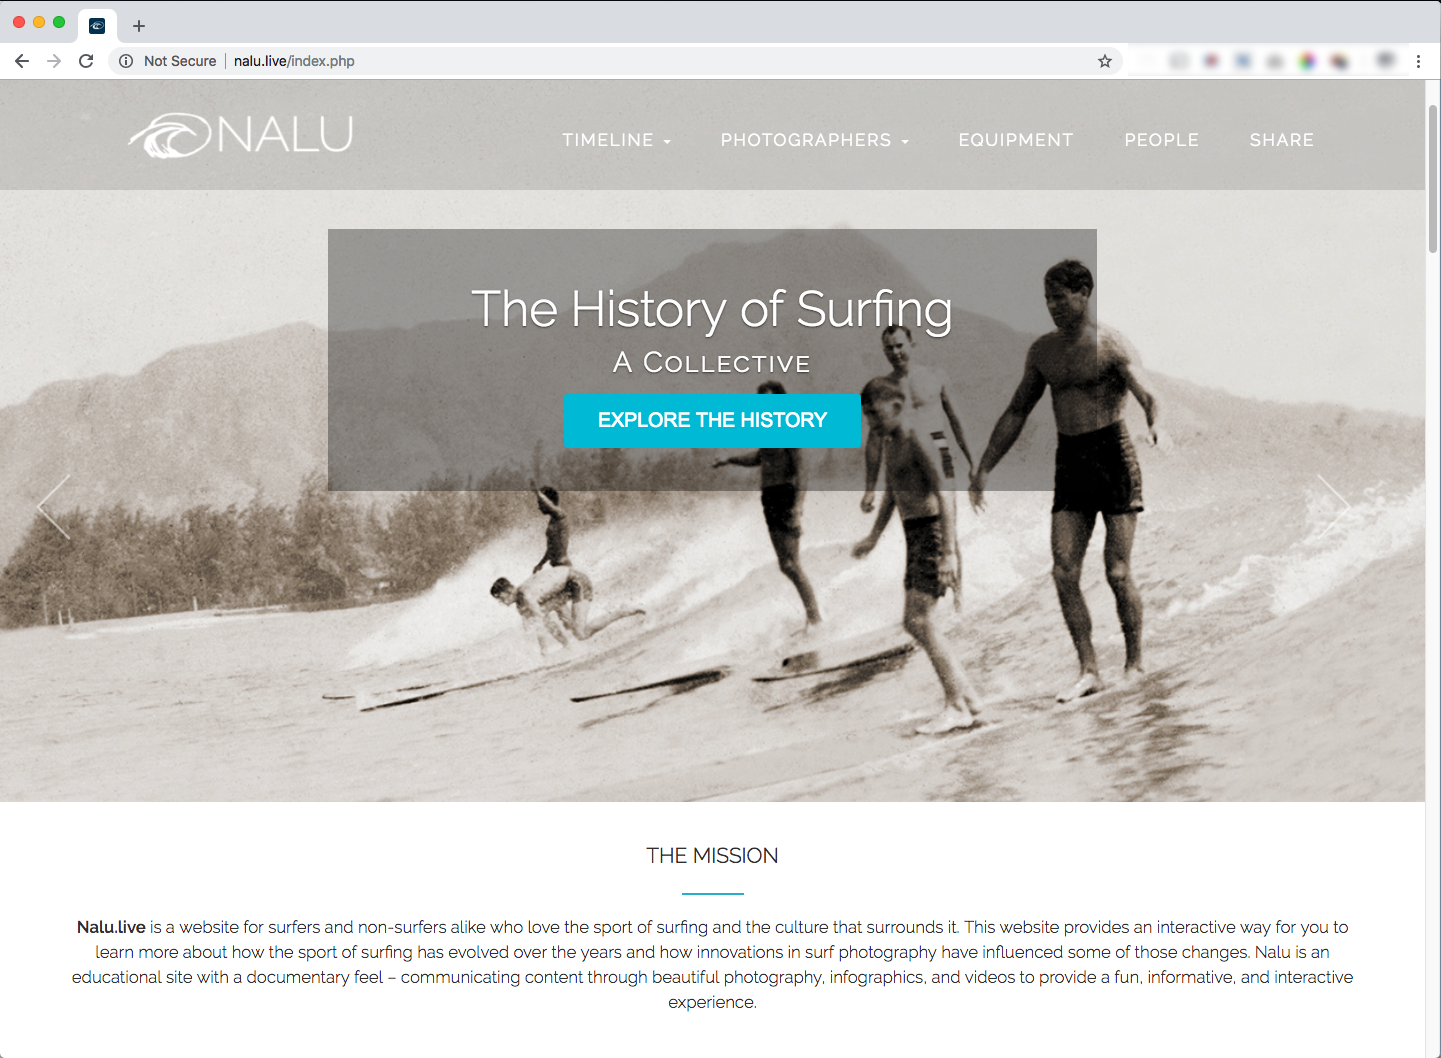 Not Secure | nalu.live/index.php
NALU
TIMELINE PHOTOGRAPHERS EQUIPMENT PEOPLE SHARE
The History of Surfing
A Collective
EXPLORE THE HISTORY
THE MISSION
Nalu.live is a website for surfers and non-surfers alike who love the sport of surfing and the culture that surrounds it. This website provides an interactive way for you to
learn more about how the sport of surfing has evolved over the years and how innovations in surf photography have influenced some of those changes. Nalu is an
educational site with a documentary feel – communicating content through beautiful photography, infographics, and videos to provide a fun, informative, and interactive
experience.